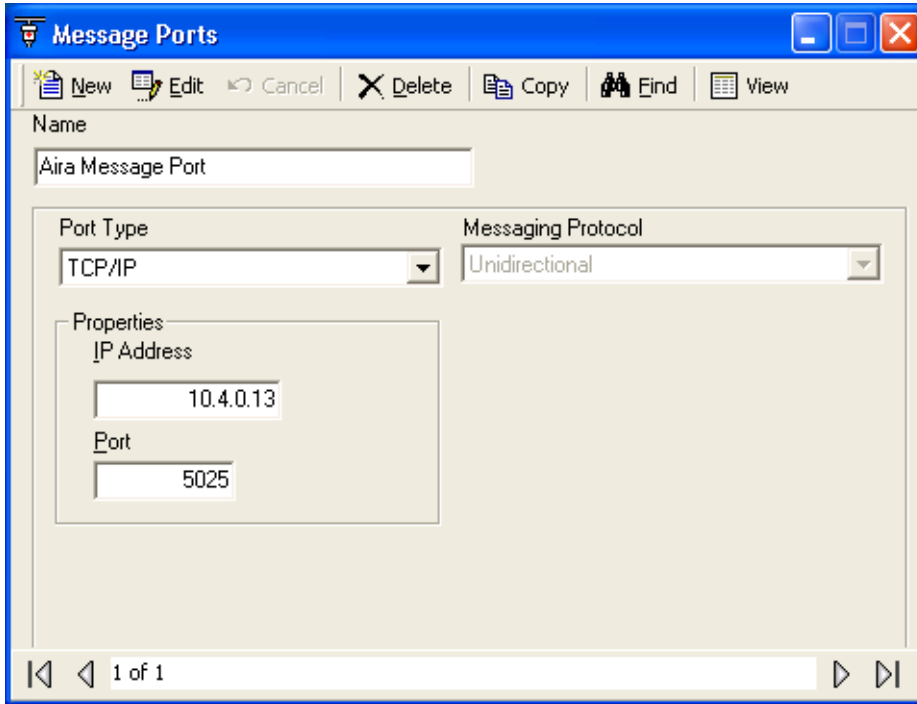 Message Ports
New Edit Cancel Delete Copy Find View
Name
Aira Message Port
Port Type Messaging Protocol
TCP/IP Unidirectional
Properties
IP Address
10.4.0.13
Port
5025
1 of 1